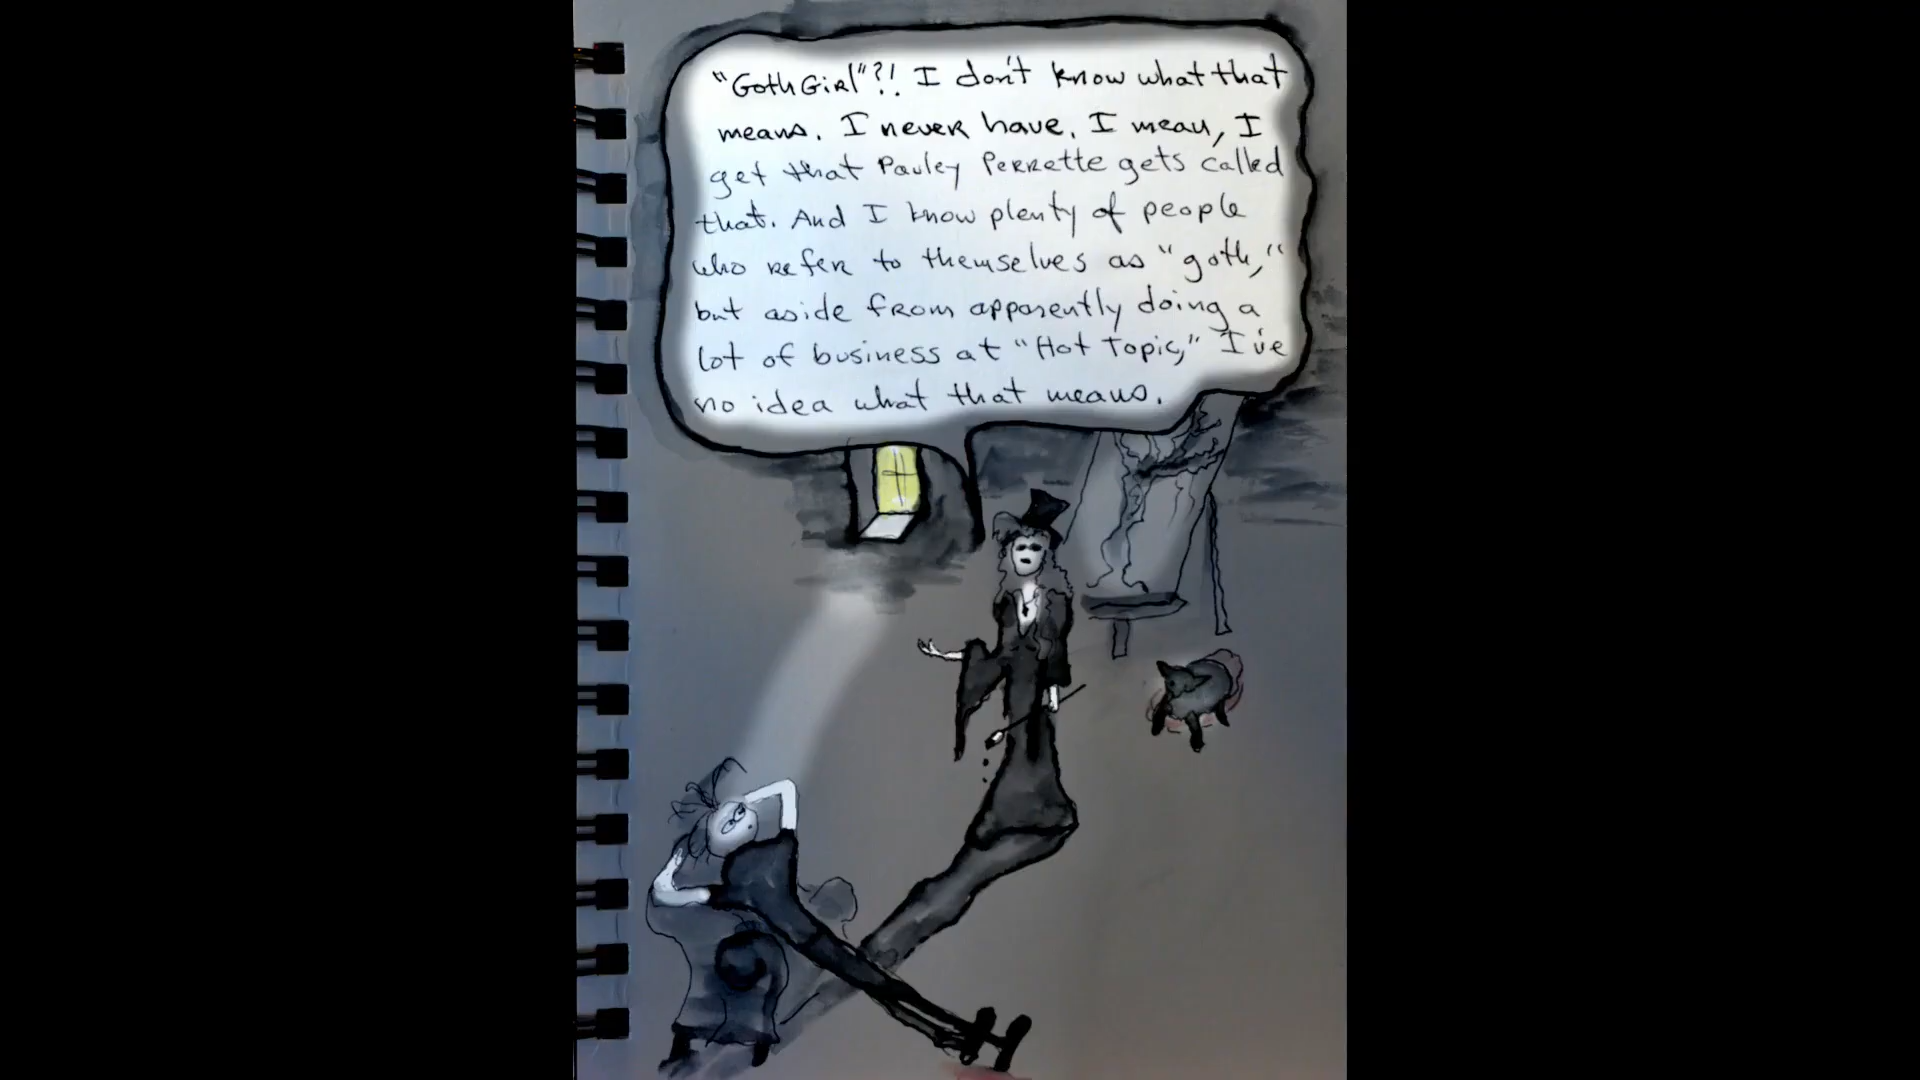 "Goth Girl"?! I don't know what that
means. I never have. I mean, I
get that Pauley Perrette gets called
that. And I know plenty of people
who refer to themselves as "goth,"
but aside from apparently doing a
lot of business at "Hot Topic," I've
no idea what that means.